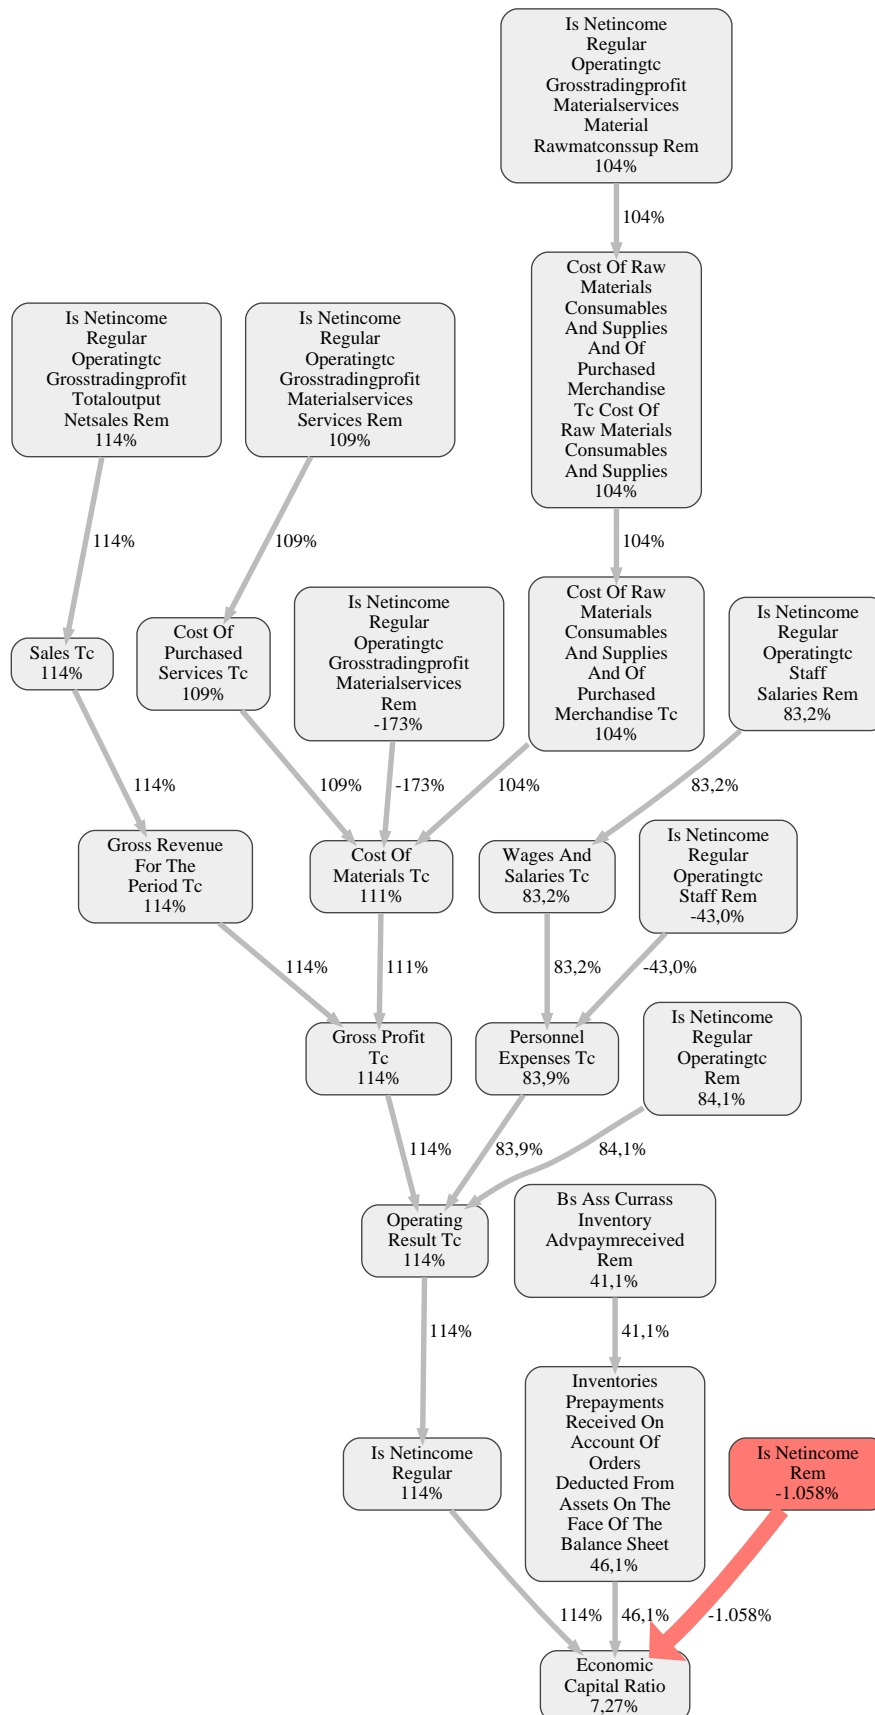 Is Netincome
Regular
Operatingtc
Grosstradingprofit
Materialservices
Material
Rawmatconssup Rem
104%
104%
Cost Of Raw
Materials
Consumables
And Supplies
And Of
Purchased
Merchandise
Tc Cost Of
Raw Materials
Consumables
And Supplies
104%
Is Netincome
Regular
Operatingtc
Grosstradingprofit
Totaloutput
Netsales Rem
114%
Is Netincome
Regular
Operatingtc
Grosstradingprofit
Materialservices
Services Rem
109%
114%
109%
104%
Sales Tc
114%
Cost Of
Purchased
Services Tc
109%
Is Netincome
Regular
Operatingtc
Grosstradingprofit
Materialservices
Rem
-173%
Cost Of Raw
Materials
Consumables
And Supplies
And Of
Purchased
Merchandise Tc
104%
Is Netincome
Regular
Operatingtc
Staff
Salaries Rem
83,2%
114%
109%
-173%
104%
83,2%
Gross Revenue
For The
Period Tc
114%
Cost Of
Materials Tc
111%
Wages And
Salaries Tc
83,2%
Is Netincome
Regular
Operatingtc
Staff Rem
-43,0%
114%
111%
83,2%
-43,0%
Gross Profit
Tc
114%
Personnel
Expenses Tc
83,9%
Is Netincome
Regular
Operatingtc
Rem
84,1%
114%
83,9%
84,1%
Operating
Result Tc
114%
Bs Ass Currass
Inventory
Advpaymreceived
Rem
41,1%
114%
41,1%
Is Netincome
Regular
114%
Inventories
Prepayments
Received On
Account Of
Orders
Deducted From
Assets On The
Face Of The
Balance Sheet
46,1%
Is Netincome
Rem
-1.058%
114%
46,1%
-1.058%
Economic
Capital Ratio
7,27%